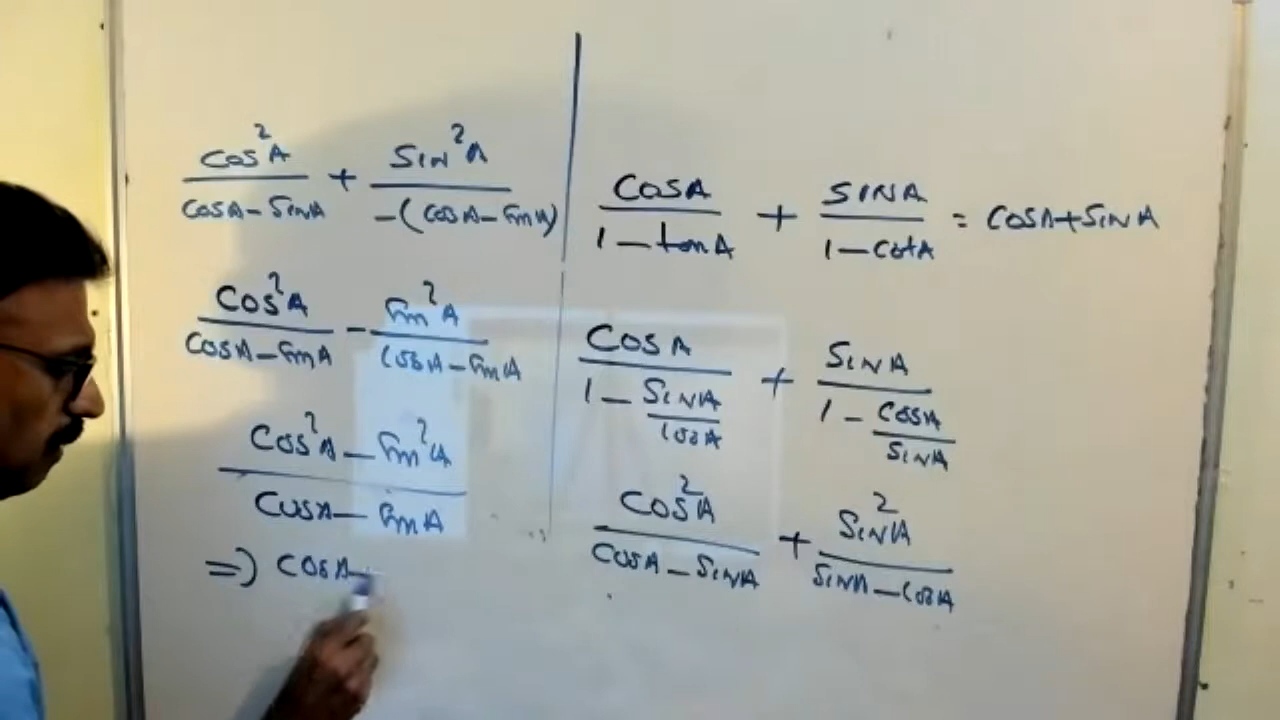 cosA/(1 - tanA) + SINA/(1 - cotA) = cosA + SINA
COSA/(1 - SINA/cosA) + SINA/(1 - COSA/SINA)
COS²A/(COSA - SINA) + SIN²A/(SINA - COSA)
COS²A/(COSA - SINA) + SIN²A/(-(COSA - SinA))
COS²A/(COSA - SinA) - Sin²A/(COSA - SinA)
COS²A - Sin²A/(COSA - SinA)
=) COSA -